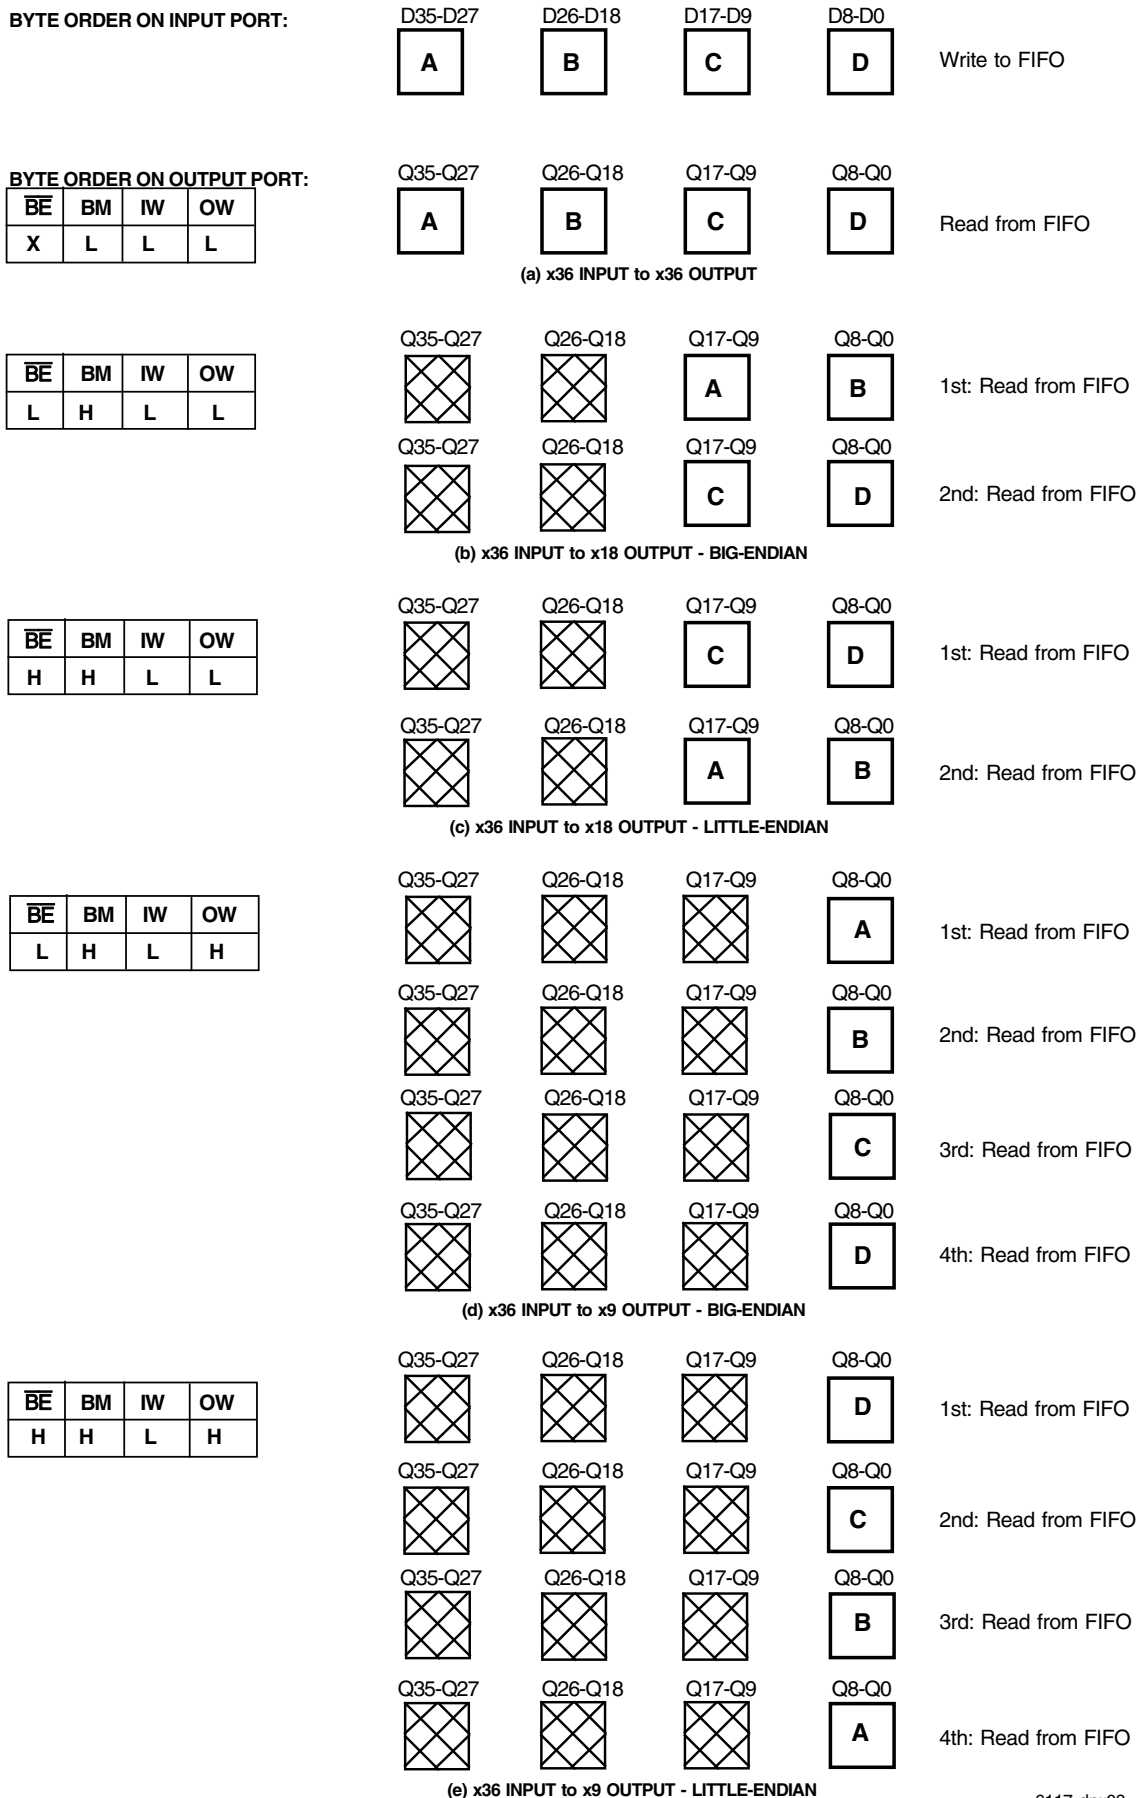 BYTE ORDER ON INPUT PORT:
D35-D27 D26-D18 D17-D9 D8-D0
A B C D Write to FIFO
BYTE ORDER ON OUTPUT PORT:
Q35-Q27 Q26-Q18 Q17-Q9 Q8-Q0
BE BM IW OW
X L L L
A B C D Read from FIFO
(a) x36 INPUT to x36 OUTPUT
Q35-Q27 Q26-Q18 Q17-Q9 Q8-Q0
BE BM IW OW
L H L L
A B 1st: Read from FIFO
Q35-Q27 Q26-Q18 Q17-Q9 Q8-Q0
C D 2nd: Read from FIFO
(b) x36 INPUT to x18 OUTPUT - BIG-ENDIAN
Q35-Q27 Q26-Q18 Q17-Q9 Q8-Q0
BE BM IW OW
H H L L
C D 1st: Read from FIFO
Q35-Q27 Q26-Q18 Q17-Q9 Q8-Q0
A B 2nd: Read from FIFO
(c) x36 INPUT to x18 OUTPUT - LITTLE-ENDIAN
Q35-Q27 Q26-Q18 Q17-Q9 Q8-Q0
BE BM IW OW
L H L H
A 1st: Read from FIFO
Q35-Q27 Q26-Q18 Q17-Q9 Q8-Q0
B 2nd: Read from FIFO
Q35-Q27 Q26-Q18 Q17-Q9 Q8-Q0
C 3rd: Read from FIFO
Q35-Q27 Q26-Q18 Q17-Q9 Q8-Q0
D 4th: Read from FIFO
(d) x36 INPUT to x9 OUTPUT - BIG-ENDIAN
Q35-Q27 Q26-Q18 Q17-Q9 Q8-Q0
BE BM IW OW
H H L H
D 1st: Read from FIFO
Q35-Q27 Q26-Q18 Q17-Q9 Q8-Q0
C 2nd: Read from FIFO
Q35-Q27 Q26-Q18 Q17-Q9 Q8-Q0
B 3rd: Read from FIFO
Q35-Q27 Q26-Q18 Q17-Q9 Q8-Q0
A 4th: Read from FIFO
(e) x36 INPUT to x9 OUTPUT - LITTLE-ENDIAN